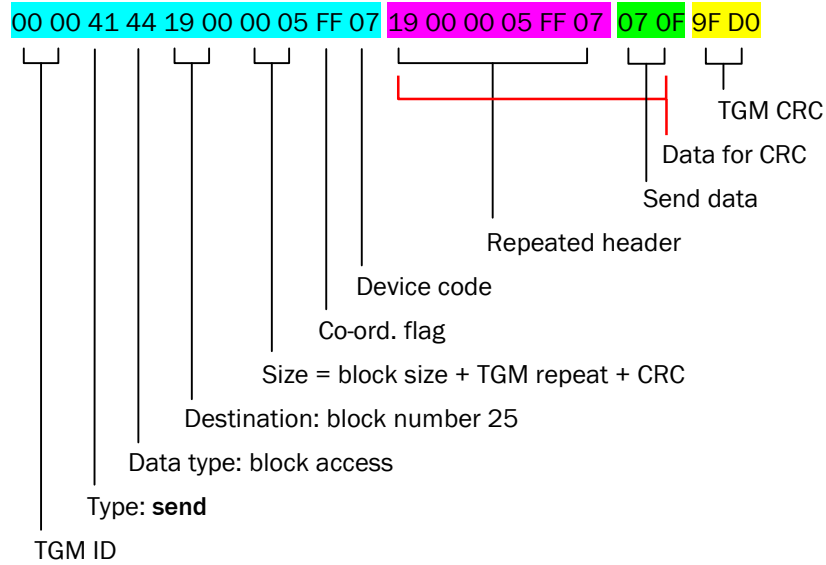 00 00 41 44 19 00 00 05 FF 07 19 00 00 05 FF 07 07 0F 9F D0
TGM CRC
Data for CRC
Send data
Repeated header
Device code
Co-ord. flag
Size = block size + TGM repeat + CRC
Destination: block number 25
Data type: block access
Type: send
TGM ID